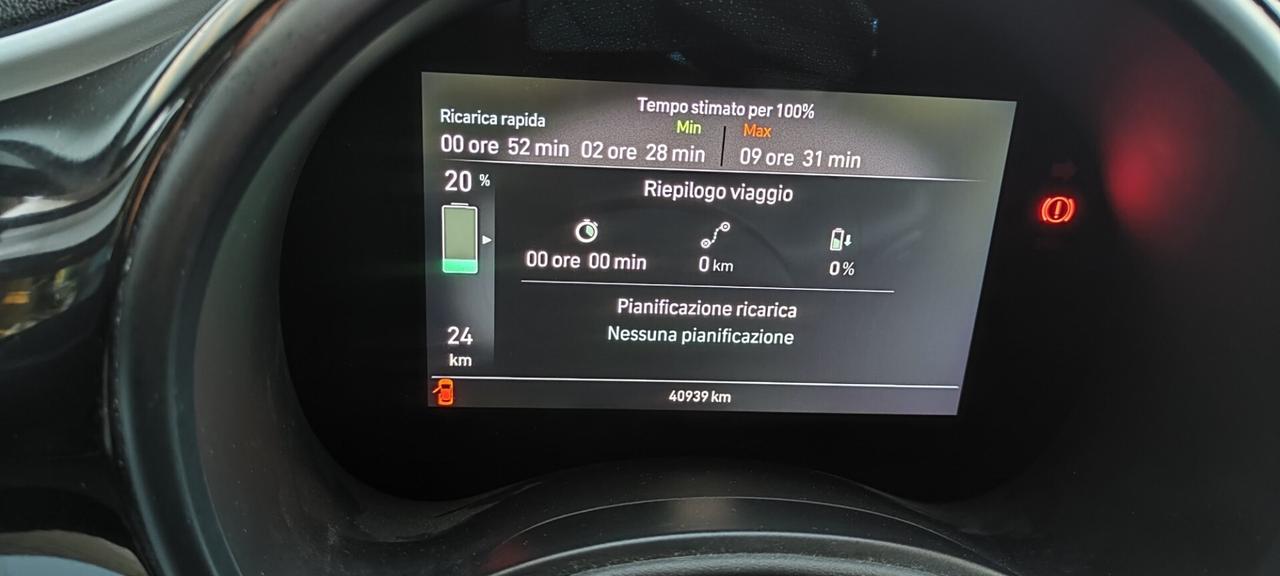 Tempo stimato per 100%
Ricarica rapida
Min
Max
00 ore 52 min
02 ore 28 min
09 ore 31 min
20 %
Riepilogo viaggio
00 ore 00 min
0 km
0 %
Pianificazione ricarica
Nessuna pianificazione
24
km
40939 km